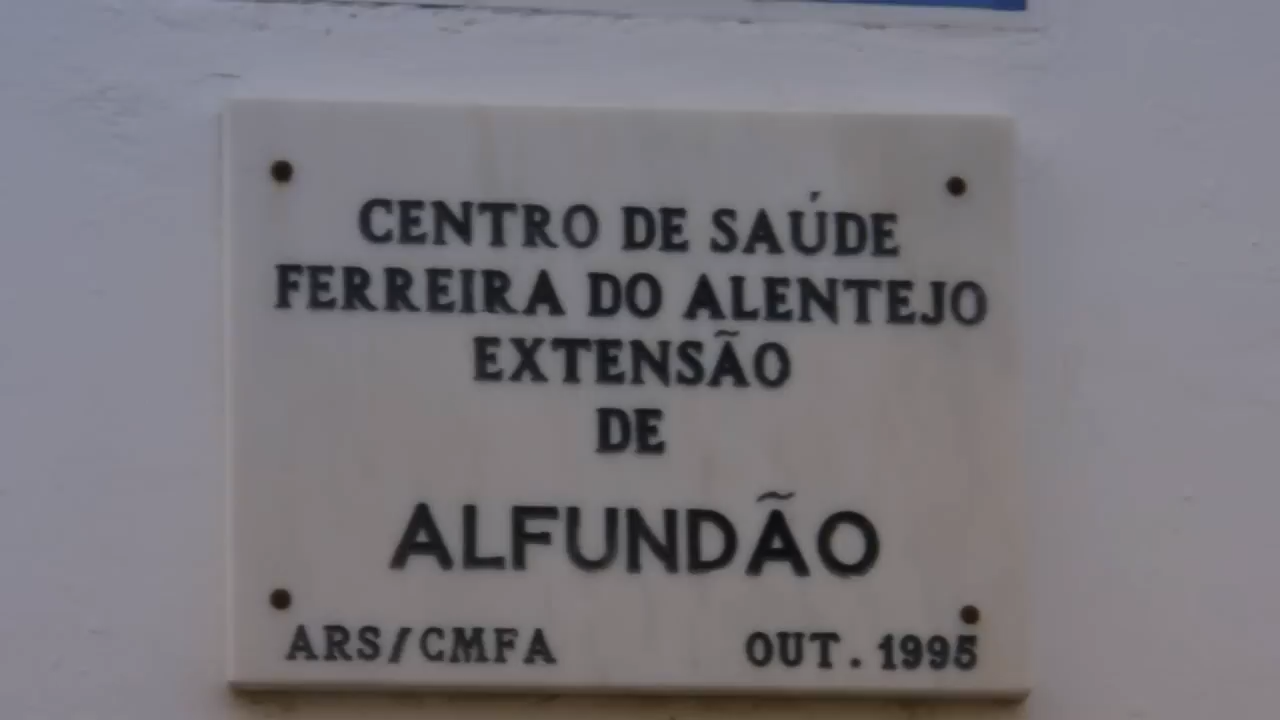 CENTRO DE SAÚDE
FERREIRA DO ALENTEJO
EXTENSÃO
DE
ALFUNDÃO
ARS/CMFA OUT. 1995